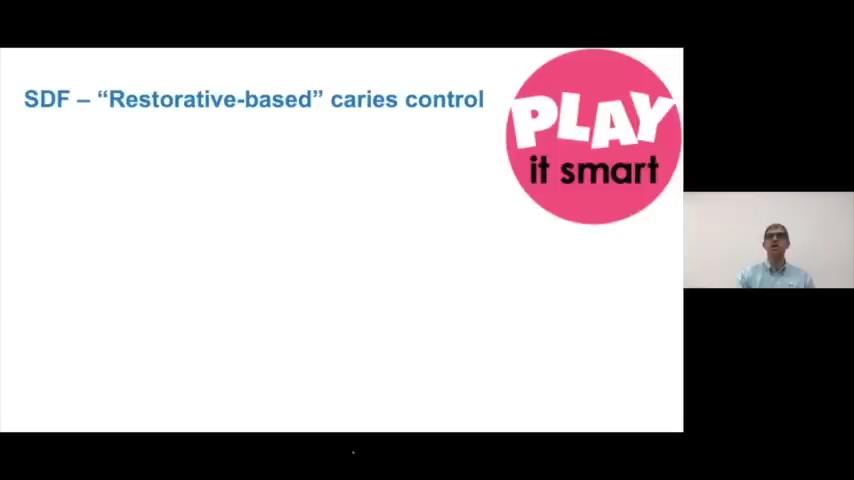 SDF – “Restorative-based” caries control
PLAY
it smart